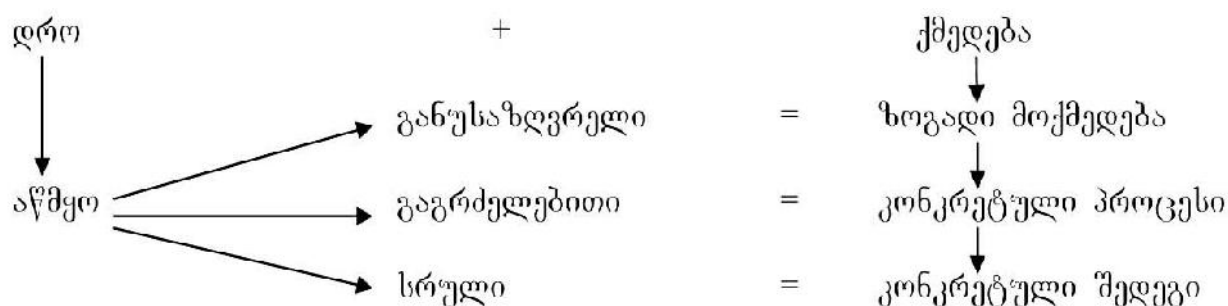 დრო + ქმედება
განუსაზღვრელი = ზოგადი მოქმედება
აწმყო გაგრძელებითი = კონკრეტული პროცესი
სრული = კონკრეტული შედეგი